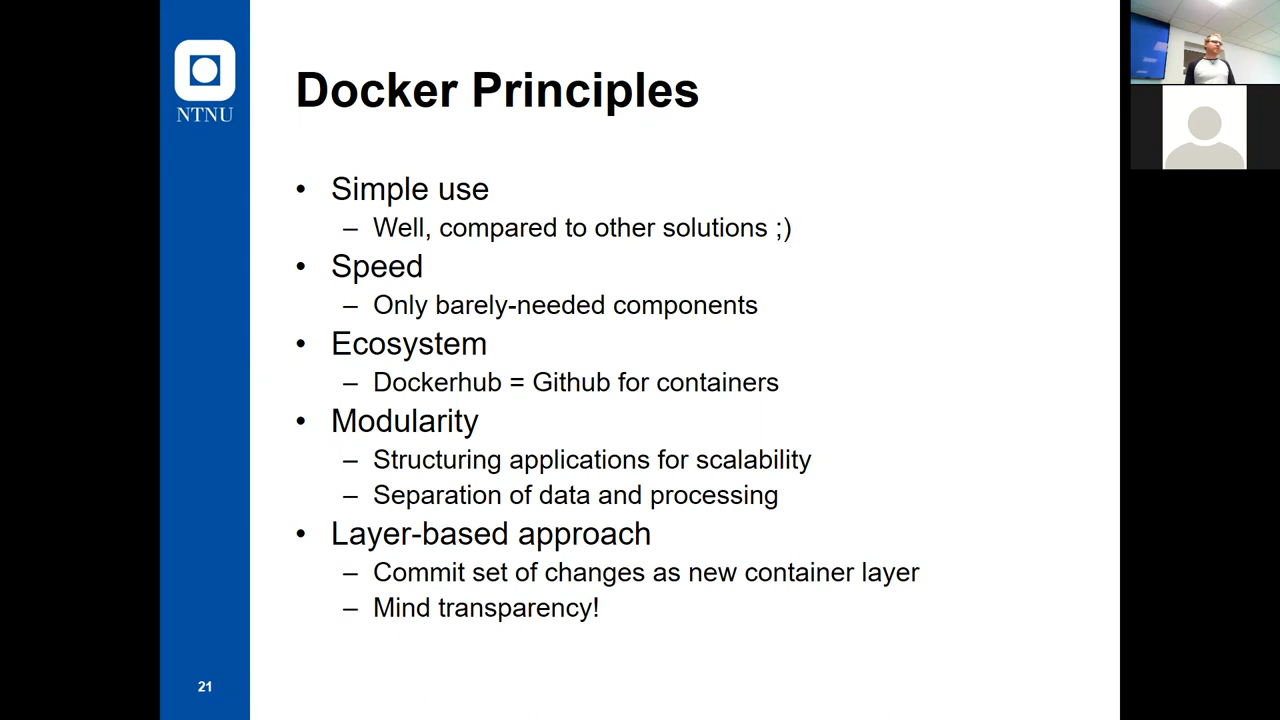 NTNU
Docker Principles
• Simple use
– Well, compared to other solutions ;)
• Speed
– Only barely-needed components
• Ecosystem
– Dockerhub = Github for containers
• Modularity
– Structuring applications for scalability
– Separation of data and processing
• Layer-based approach
– Commit set of changes as new container layer
– Mind transparency!
21